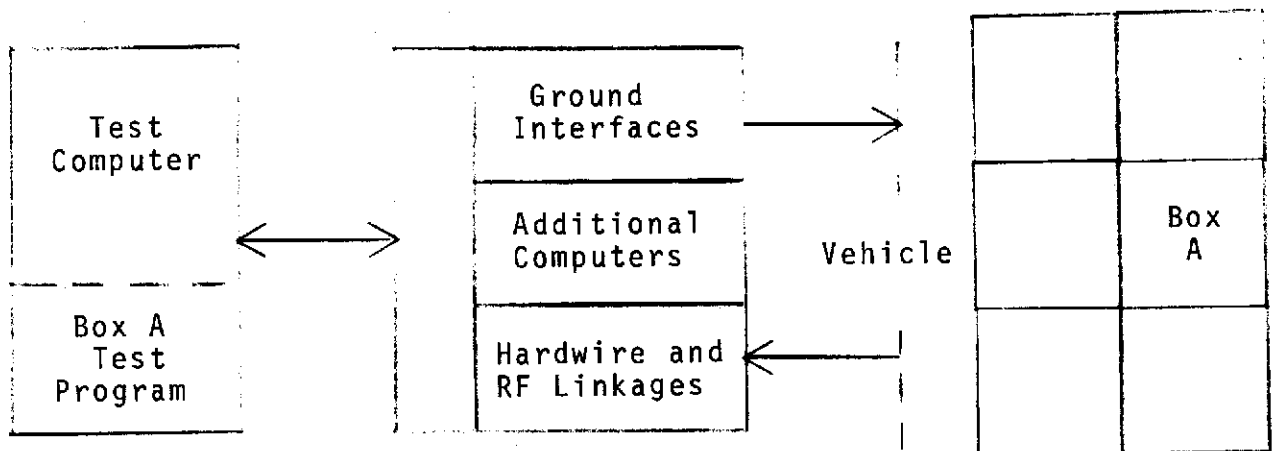 Test
Computer
Box A
Test
Program
Ground
Interfaces
Additional
Computers
Hardwire and
RF Linkages
Vehicle
Box
A